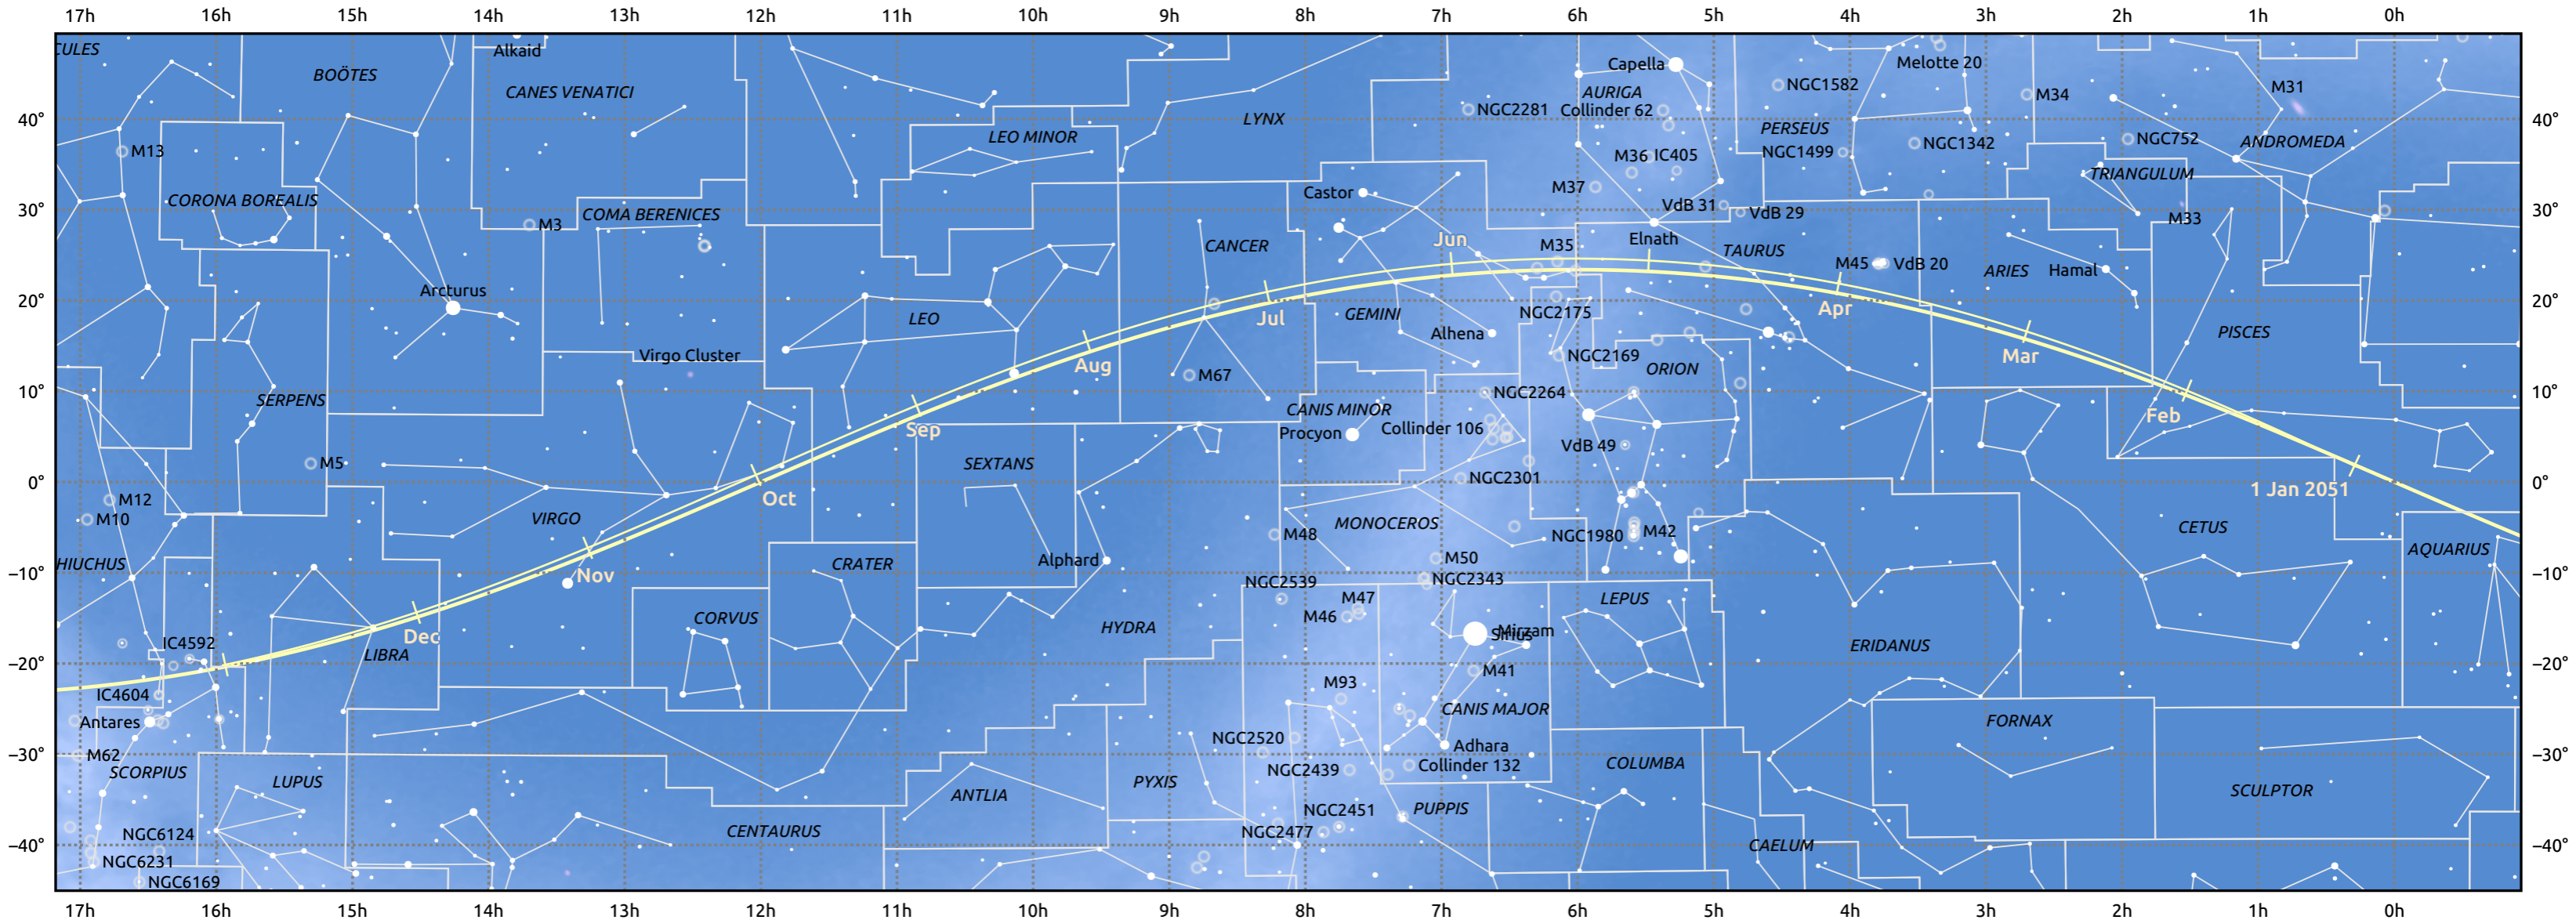 17h 16h 15h 14h 13h 12h 11h 10h 9h 8h 7h 6h 5h 4h 3h 2h 1h 0h
CULES
Alkaid
BOÖTES
CANES VENATICI
Capella
AURIGA
Collinder 62
NGC2281
NGC1582
Melotte 20
M34
M31
40°
LEO MINOR
LYNX
PERSEUS
NGC1499
NGC1342
NGC752
ANDROMEDA
40°
M13
M36
IC405
M37
TRIANGULUM
CORONA BOREALIS
Castor
VdB 31
VdB 29
M33
30°
M3
COMA BERENICES
30°
CANCER
Jun
M35
Elnath
TAURUS
M45
VdB 20
ARIES
Hamal
20°
Arcturus
LEO
Jul
GEMINI
NGC2175
Apr
20°
Alhena
PISCES
Virgo Cluster
Aug
M67
NGC2169
ORION
Mar
10°
SERPENS
Sep
CANIS MINOR
Procyon
NGC2264
Collinder 106
VdB 49
Feb
10°
M5
SEXTANS
0°
M12
Oct
NGC2301
1 Jan 2051
0°
M10
VIRGO
MONOCEROS
M48
NGC1980
M42
CETUS
HIUCHUS
CRATER
Alphard
M50
AQUARIUS
−10°
Nov
NGC2539
NGC2343
−10°
CORVUS
HYDRA
M47
M46
LEPUS
Sirius
Mirzam
Dec
IC4592
LIBRA
ERIDANUS
−20°
M41
−20°
IC4604
M93
CANIS MAJOR
Antares
FORNAX
NGC2520
Adhara
−30°
M62
SCORPIUS
LUPUS
ANTLIA
PYXIS
NGC2439
Collinder 132
COLUMBA
SCULPTOR
−30°
NGC2451
PUPPIS
NGC6124
CENTAURUS
NGC2477
CAELUM
−40°
NGC6231
NGC6169
−40°
17h 16h 15h 14h 13h 12h 11h 10h 9h 8h 7h 6h 5h 4h 3h 2h 1h 0h